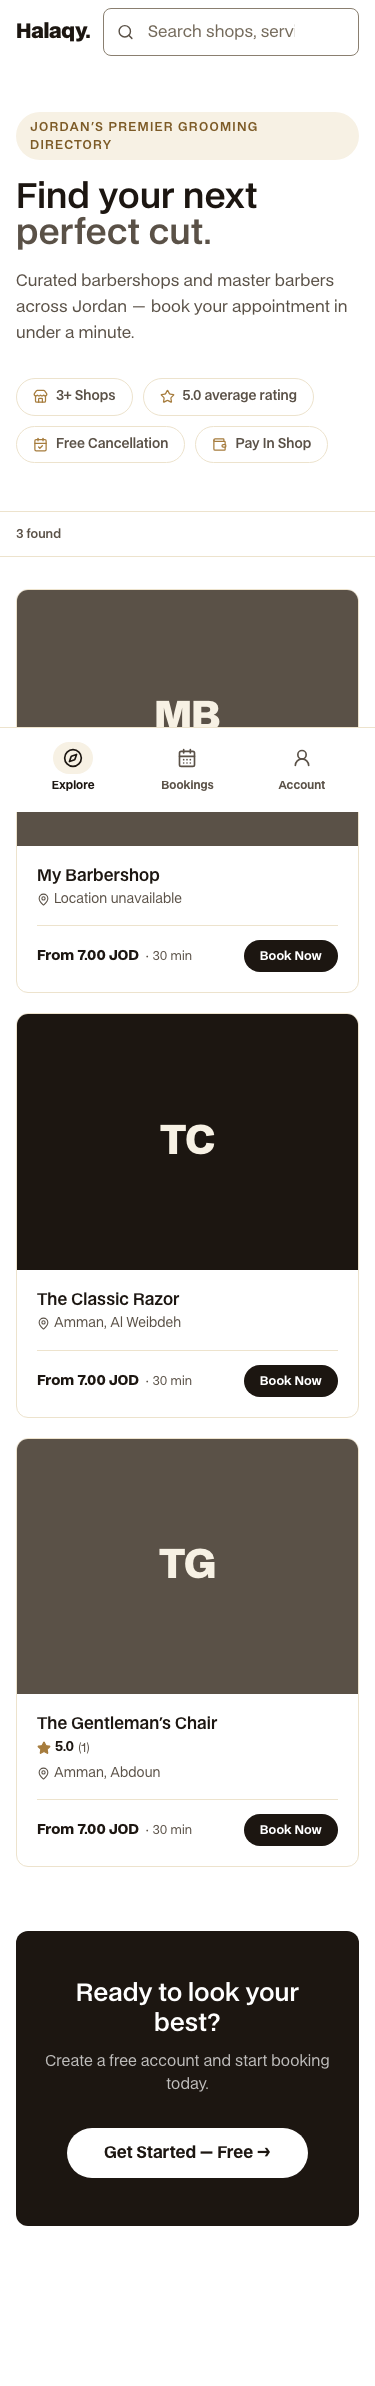 Halaqy.
Search shops, servi
JORDAN'S PREMIER GROOMING
DIRECTORY
Find your next
perfect cut.
Curated barbershops and master barbers
across Jordan — book your appointment in
under a minute.
3+ Shops
5.0 average rating
Free Cancellation
Pay In Shop
3 found
MB
Explore
Bookings
Account
My Barbershop
Location unavailable
From 7.00 JOD · 30 min
Book Now
TC
The Classic Razor
Amman, Al Weibdeh
From 7.00 JOD · 30 min
Book Now
TG
The Gentleman's Chair
5.0 (1)
Amman, Abdoun
From 7.00 JOD · 30 min
Book Now
Ready to look your
best?
Create a free account and start booking
today.
Get Started — Free →